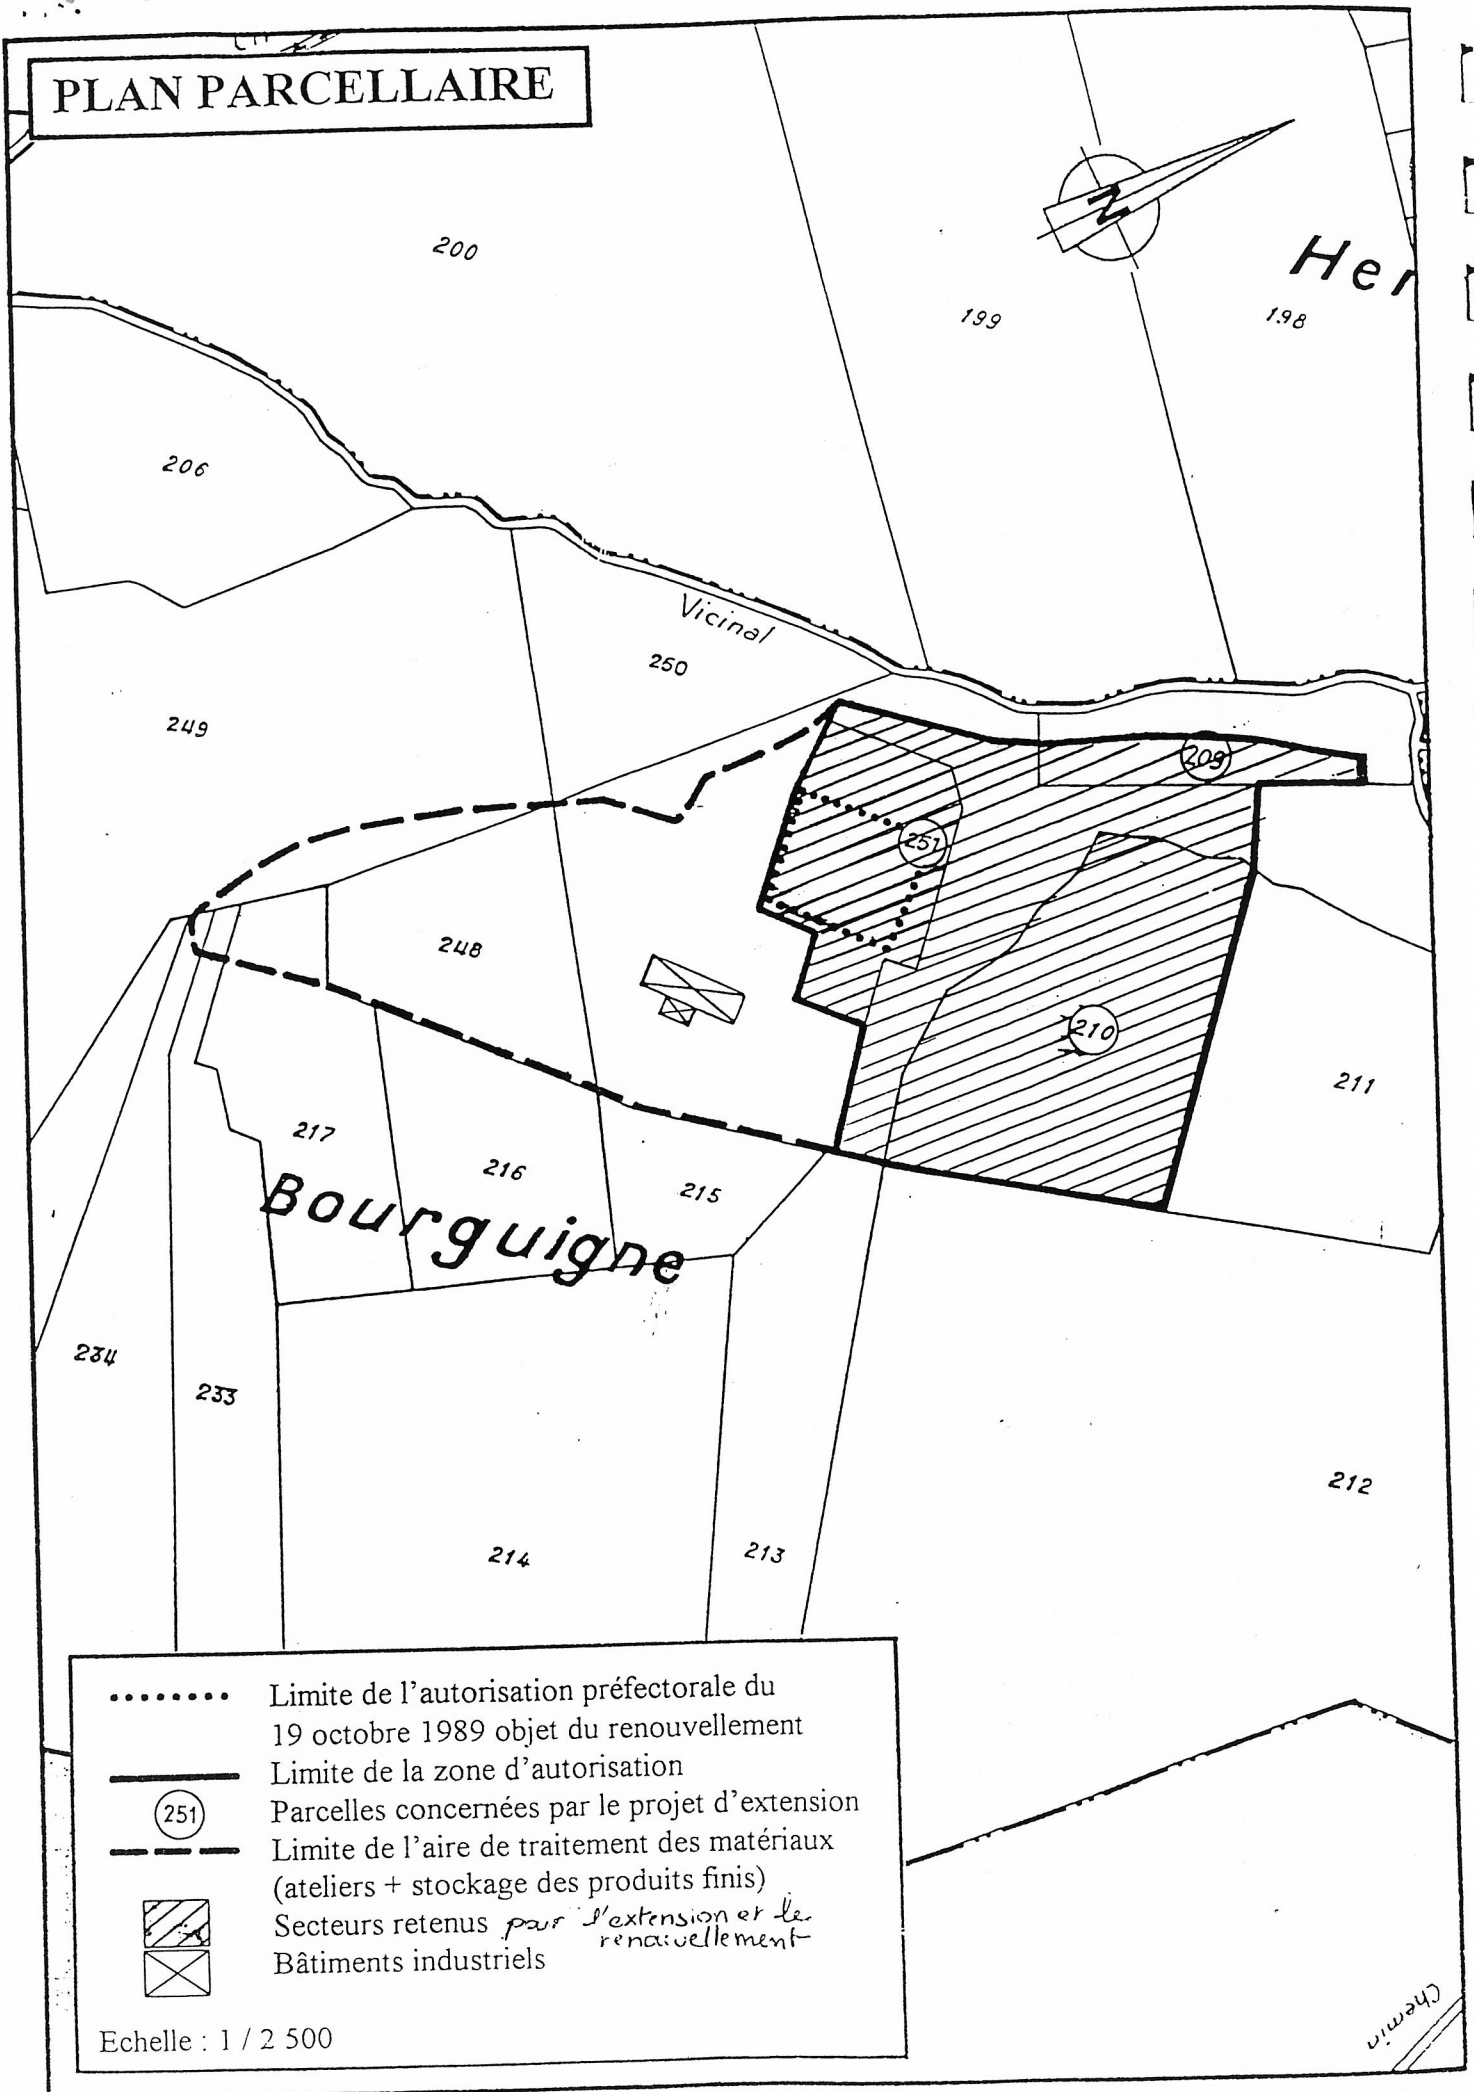 PLAN PARCELLAIRE
200
N
Her
199
198
206
Vicinal
250
249
209
251
248
210
211
217
216
215
Bourguigne
234
233
212
214
213
Limite de l'autorisation préfectorale du
19 octobre 1989 objet du renouvellement
Limite de la zone d'autorisation
251 Parcelles concernées par le projet d'extension
Limite de l'aire de traitement des matériaux
(ateliers + stockage des produits finis)
Secteurs retenus pour l'extension et le
renouvellement
Bâtiments industriels
Echelle : 1 / 2 500
Chemin